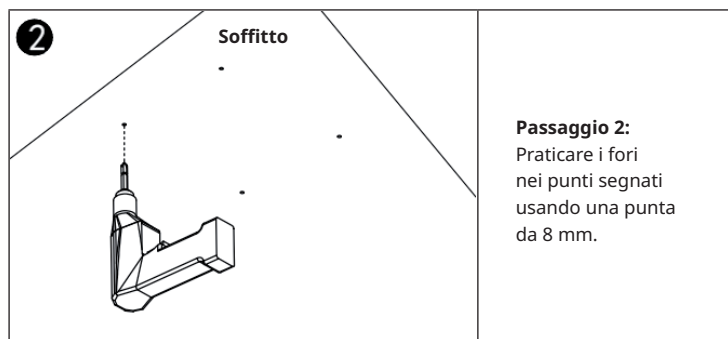 2
Soffitto
Passaggio 2:
Praticare i fori
nei punti segnati
usando una punta
da 8 mm.